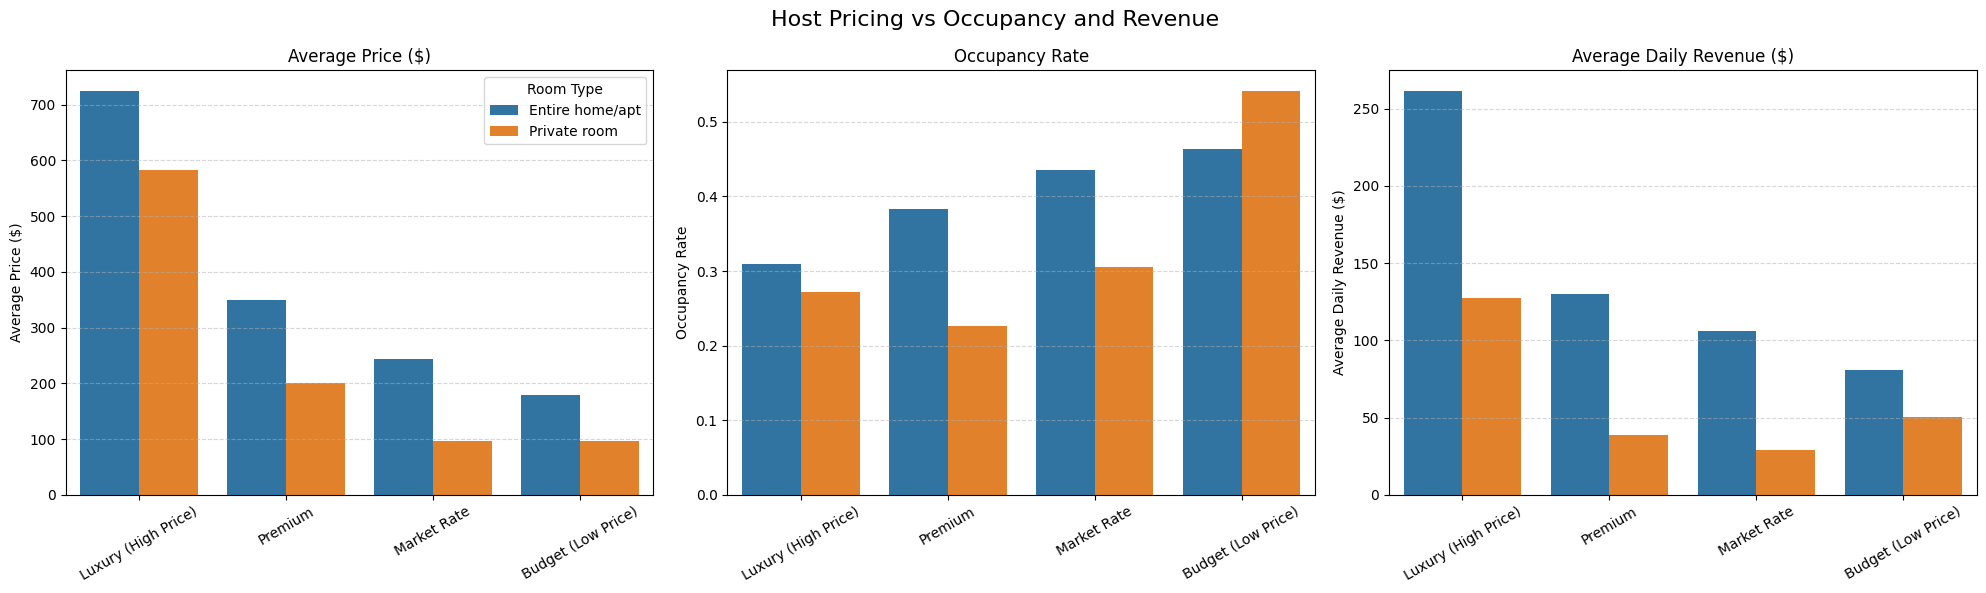 Host Pricing vs Occupancy and Revenue
Average Price ($)
Average Price ($)
700
600
500
400
300
200
100
0
Room Type
Entire home/apt
Private room
Luxury (High Price)
Premium
Market Rate
Budget (Low Price)
Occupancy Rate
Occupancy Rate
0.5
0.4
0.3
0.2
0.1
0.0
Luxury (High Price)
Premium
Market Rate
Budget (Low Price)
Average Daily Revenue ($)
Average Daily Revenue ($)
250
200
150
100
50
0
Luxury (High Price)
Premium
Market Rate
Budget (Low Price)